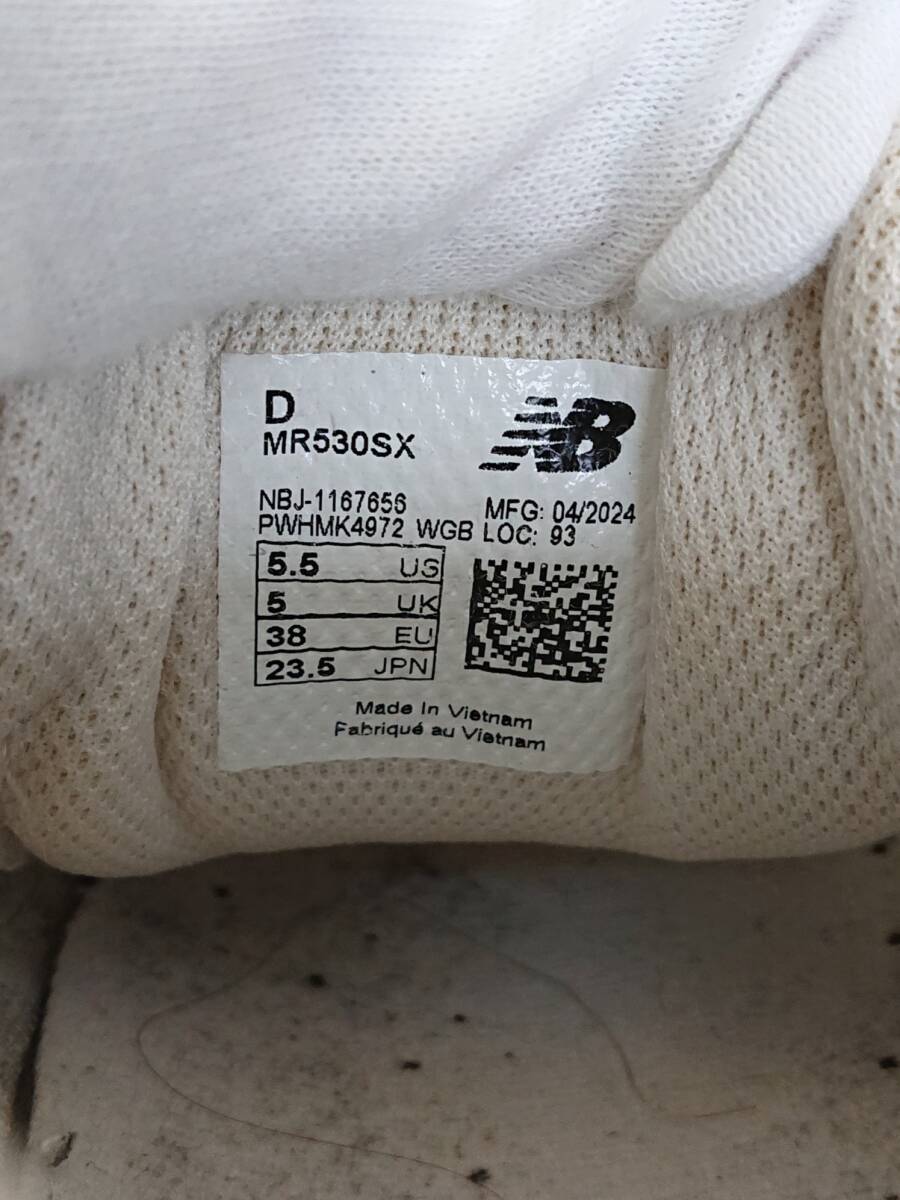 D
MR530SX
NB
NBJ-1167656
MFG: 04/2024
PWHMK4972 WGB LOC: 93
5.5 US
5 UK
38 EU
23.5 JPN
Made In Vietnam
Fabriqué au Vietnam